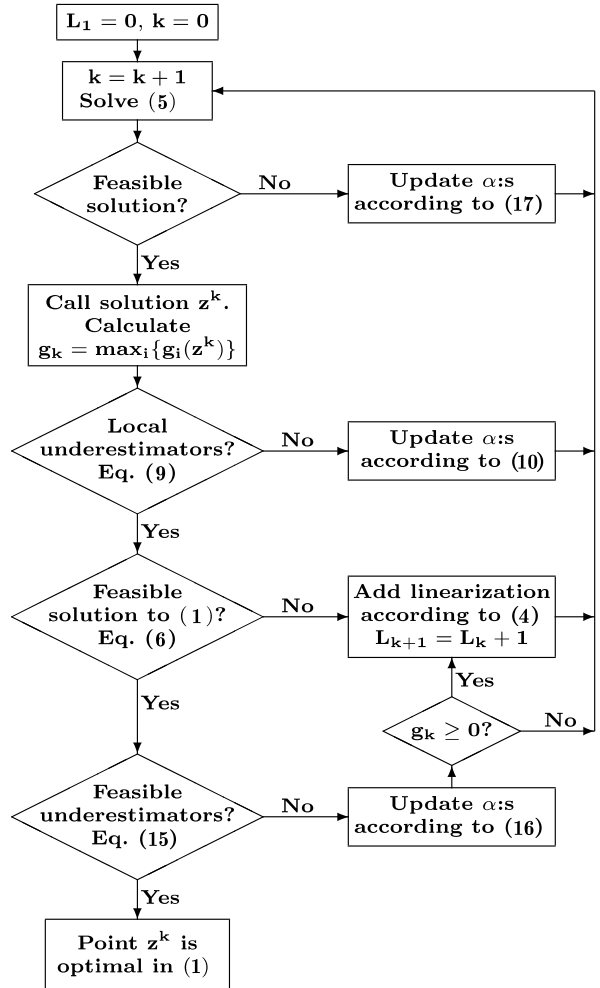 L₁ = 0, k = 0
k = k + 1
Solve (5)
Feasible
solution?
No
Update α:s
according to (17)
Yes
Call solution zᵏ.
Calculate
gₖ = maxᵢ{gᵢ(zᵏ)}
Local
underestimators?
Eq. (9)
No
Update α:s
according to (10)
Yes
Feasible
solution to (1)?
Eq. (6)
No
Add linearization
according to (4)
Lₖ₊₁ = Lₖ + 1
Yes
Yes
gₖ ≥ 0?
No
Feasible
underestimators?
Eq. (15)
No
Update α:s
according to (16)
Yes
Point zᵏ is
optimal in (1)